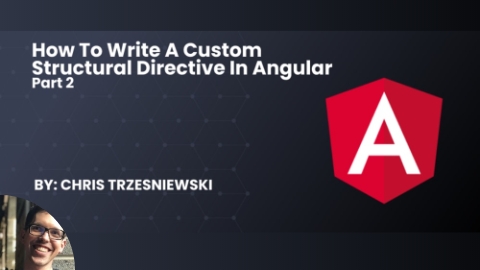 How To Write A Custom
Structural Directive In Angular
Part 2
A
BY: CHRIS TRZESNIEWSKI